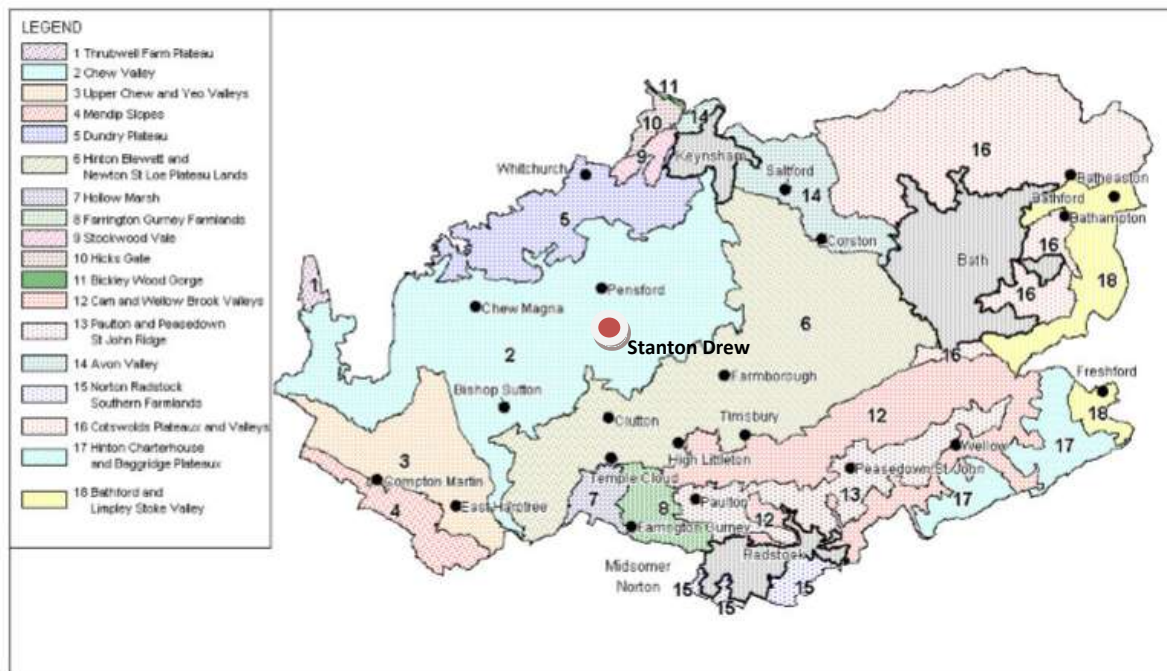 LEGEND
1 Thrubwell Farm Plateau
2 Chew Valley
3 Upper Chew and Yeo Valleys
4 Mendip Slopes
5 Dundry Plateau
6 Hinton Blewett and
Newton St Loe Plateau Lands
7 Hollow Marsh
8 Farrington Gurney Farmlands
9 Stockwood Vale
10 Hicks Gate
11 Bickley Wood Gorge
12 Cam and Wellow Brook Valleys
13 Paulton and Peasedown
St John Ridge
14 Avon Valley
15 Norton Radstock
Southern Farmlands
16 Cotswolds Plateaux and Valleys
17 Hinton Charterhouse
and Baggridge Plateaux
18 Bathford and
Limpley Stoke Valley
11
14
10
Keynsham
9
16
Whitchurch
Saltford
14
Batheaston
Bathford
Bathampton
5
Corston
16
Bath
1
Pensford
18
16
Chew Magna
6
Stanton Drew
2
16
Farmborough
Freshford
Bishop Sutton
Clutton
Timsbury
12
18
17
Wellow
High Littleton
3
Temple Cloud
Peasedown St. John
Compton Martin
7
Paulton
13
17
East Harptree
8
4
12
Farrington Gurney
Radstock
Midsomer
Norton
15
15
15